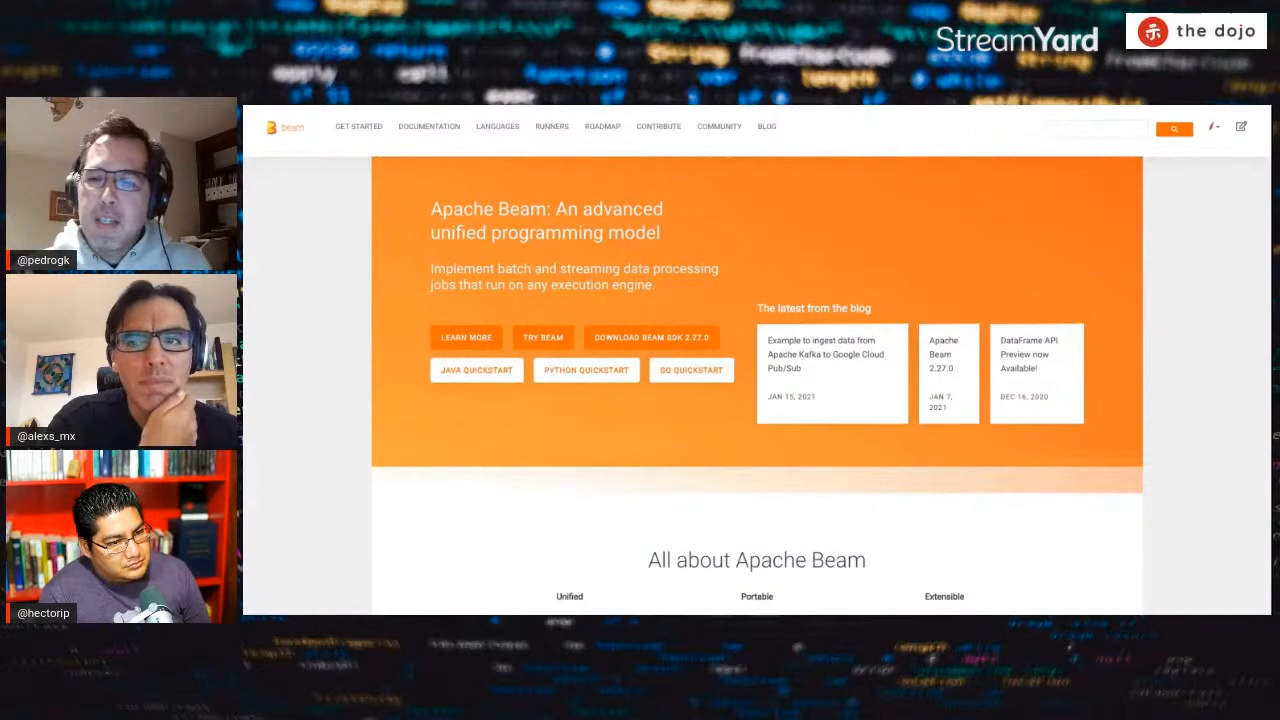 StreamYard
the dojo
@pedrogk
@alexs_mx
@hectorip
beam
GET STARTED
DOCUMENTATION
LANGUAGES
RUNNERS
ROADMAP
CONTRIBUTE
COMMUNITY
BLOG
Apache Beam: An advanced
unified programming model
Implement batch and streaming data processing
jobs that run on any execution engine.
LEARN MORE
TRY BEAM
DOWNLOAD BEAM SDK 2.27.0
JAVA QUICKSTART
PYTHON QUICKSTART
GO QUICKSTART
The latest from the blog
Example to ingest data from
Apache Kafka to Google Cloud
Pub/Sub
JAN 15, 2021
Apache
Beam
2.27.0
JAN 7,
2021
DataFrame API
Preview now
Available!
DEC 16, 2020
All about Apache Beam
Unified
Portable
Extensible